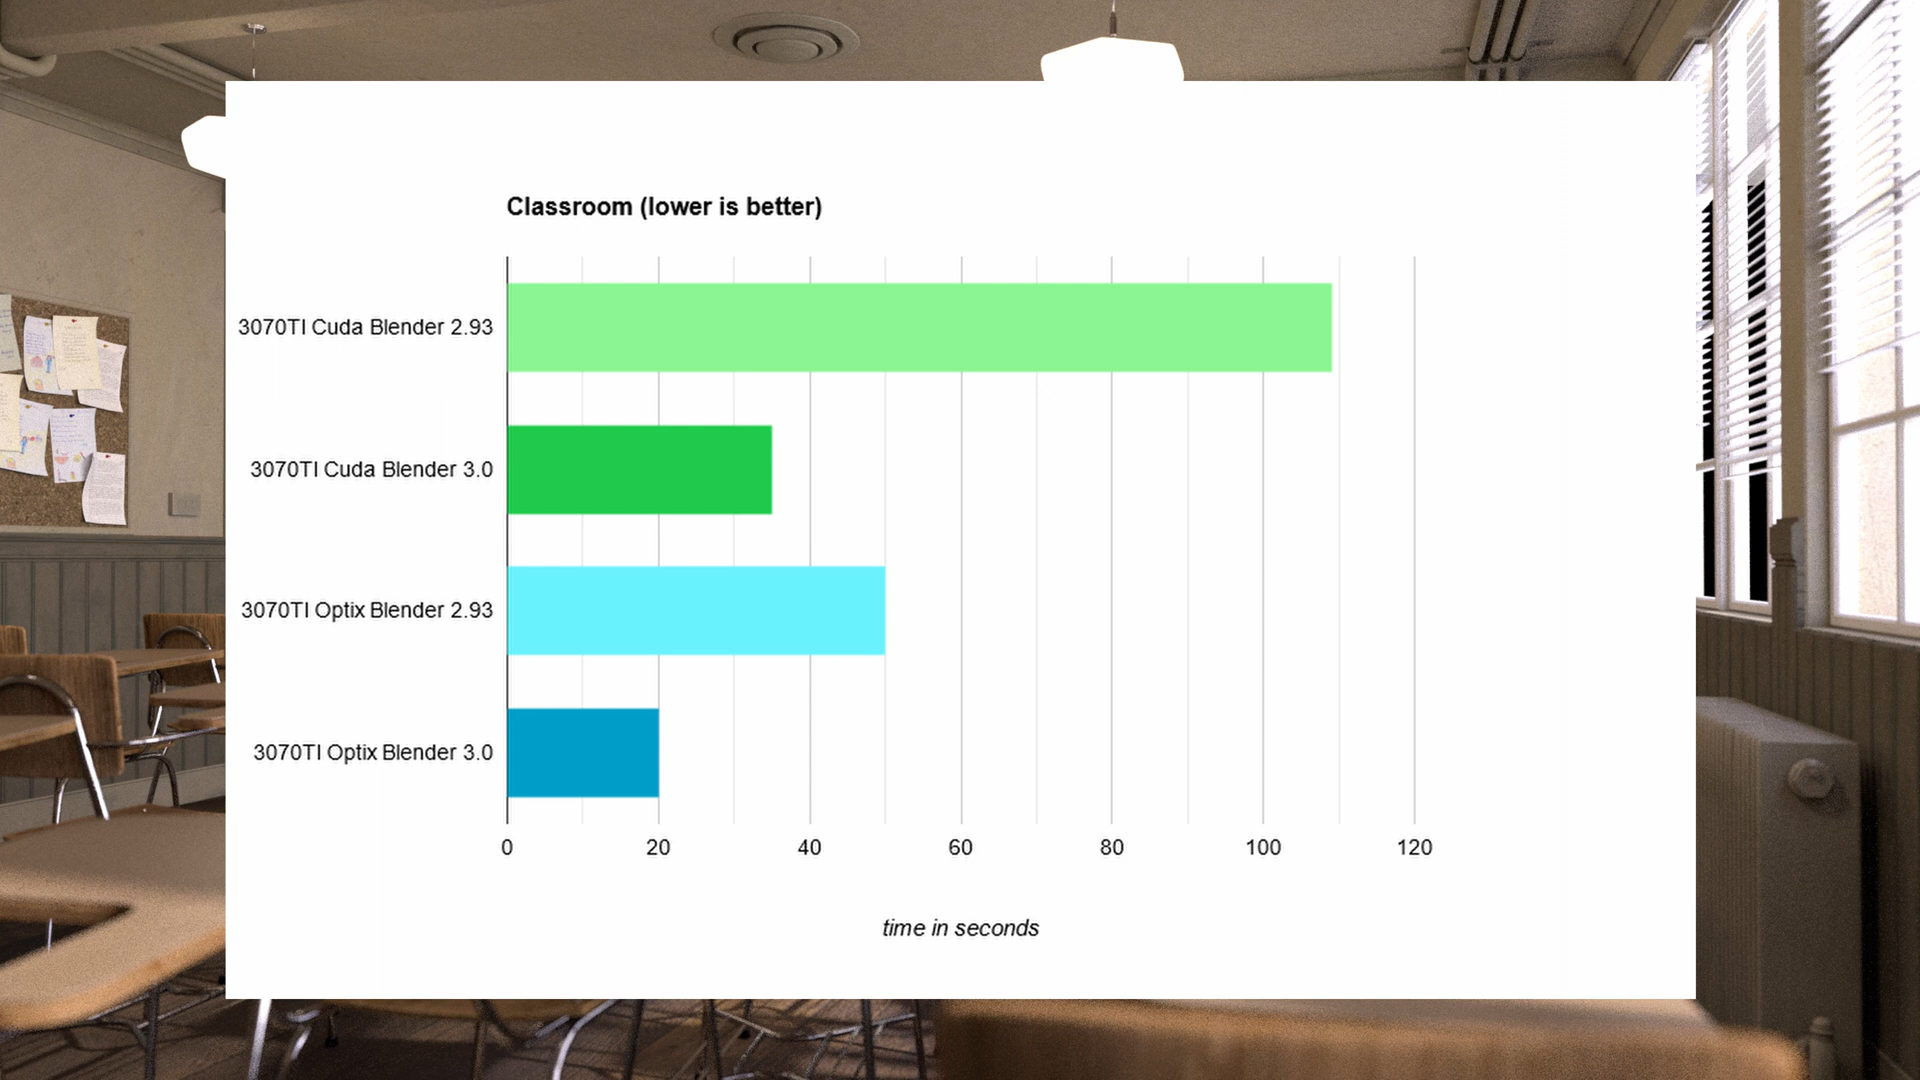 Classroom (lower is better)
3070TI Cuda Blender 2.93
3070TI Cuda Blender 3.0
3070TI Optix Blender 2.93
3070TI Optix Blender 3.0
0 20 40 60 80 100 120
time in seconds